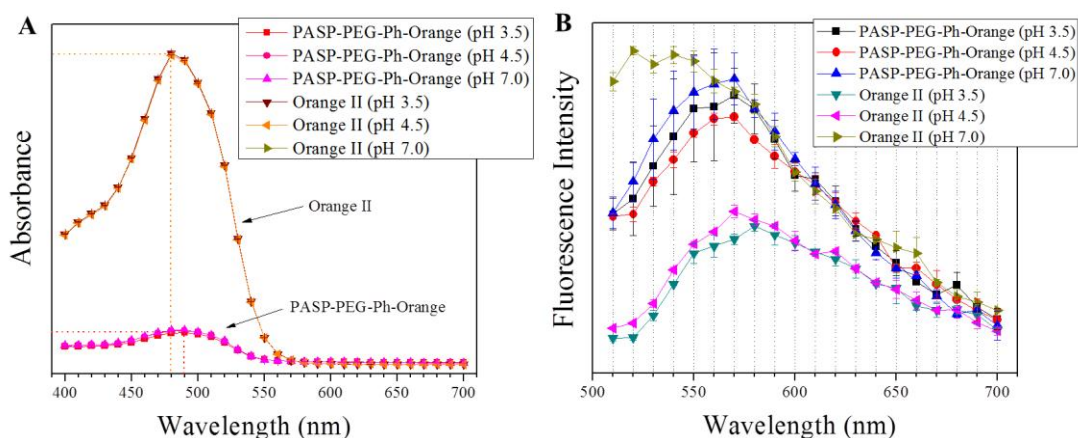 A
PASP-PEG-Ph-Orange (pH 3.5)
PASP-PEG-Ph-Orange (pH 4.5)
PASP-PEG-Ph-Orange (pH 7.0)
Orange II (pH 3.5)
Orange II (pH 4.5)
Orange II (pH 7.0)
Orange II
PASP-PEG-Ph-Orange
Absorbance
400 450 500 550 600 650 700
Wavelength (nm)
B
PASP-PEG-Ph-Orange (pH 3.5)
PASP-PEG-Ph-Orange (pH 4.5)
PASP-PEG-Ph-Orange (pH 7.0)
Orange II (pH 3.5)
Orange II (pH 4.5)
Orange II (pH 7.0)
Fluorescence Intensity
500 550 600 650 700
Wavelength (nm)